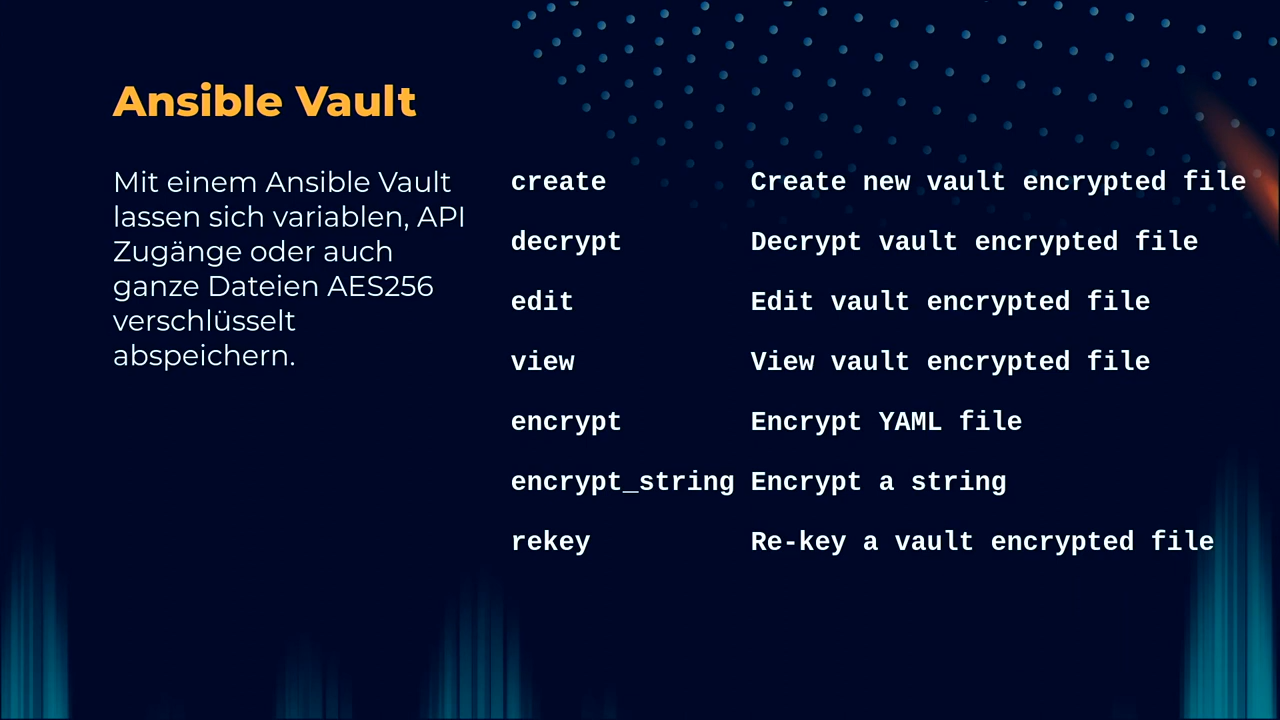 Ansible Vault
Mit einem Ansible Vault
lassen sich variablen, API
Zugänge oder auch
ganze Dateien AES256
verschlüsselt
abspeichern.
create Create new vault encrypted file
decrypt Decrypt vault encrypted file
edit Edit vault encrypted file
view View vault encrypted file
encrypt Encrypt YAML file
encrypt_string Encrypt a string
rekey Re-key a vault encrypted file